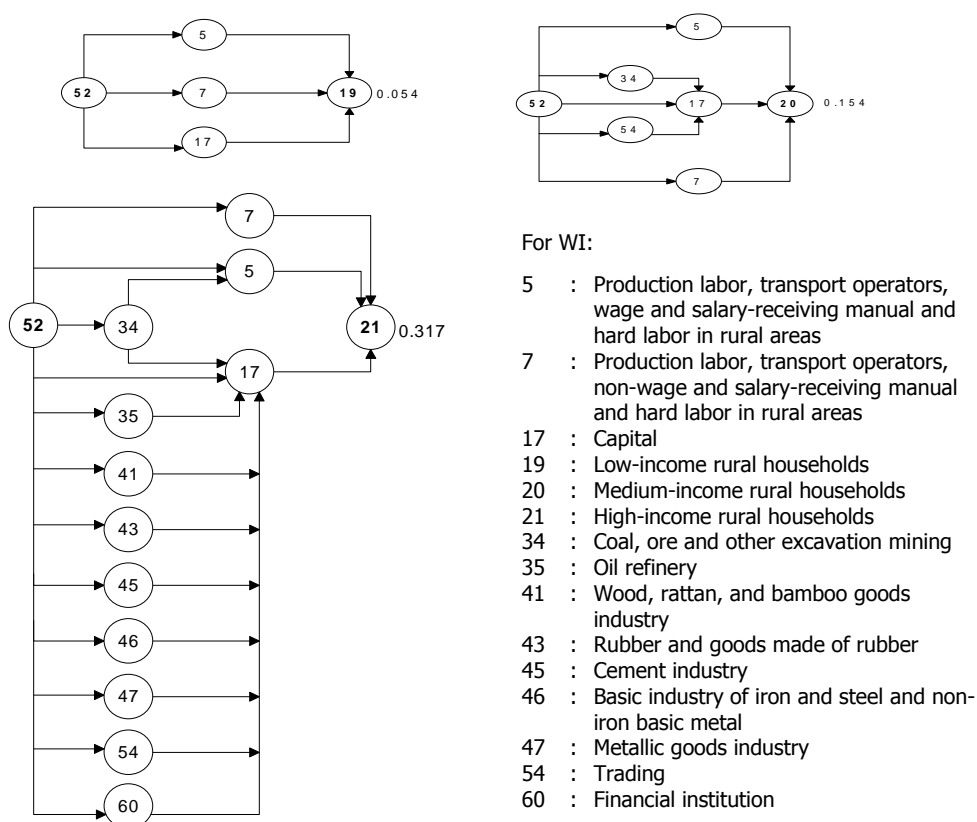 5
52
7
19
0.054
17
5
34
52
17
20
0.154
54
7
7
5
52
34
21
0.317
17
35
41
43
45
46
47
54
60
For WI:
5 : Production labor, transport operators,
wage and salary-receiving manual and
hard labor in rural areas
7 : Production labor, transport operators,
non-wage and salary-receiving manual
and hard labor in rural areas
17 : Capital
19 : Low-income rural households
20 : Medium-income rural households
21 : High-income rural households
34 : Coal, ore and other excavation mining
35 : Oil refinery
41 : Wood, rattan, and bamboo goods
industry
43 : Rubber and goods made of rubber
45 : Cement industry
46 : Basic industry of iron and steel and non-
iron basic metal
47 : Metallic goods industry
54 : Trading
60 : Financial institution